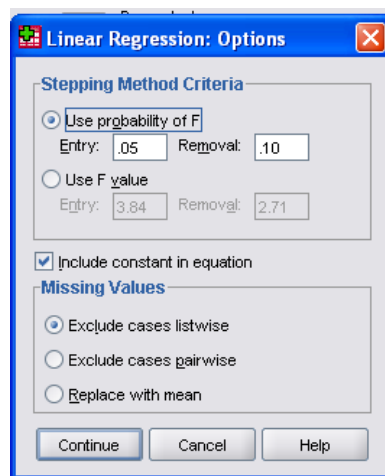 Linear Regression: Options
Stepping Method Criteria
Use probability of F
Entry: .05 Removal: .10
Use F value
Entry: 3.84 Removal: 2.71
Include constant in equation
Missing Values
Exclude cases listwise
Exclude cases pairwise
Replace with mean
Continue Cancel Help